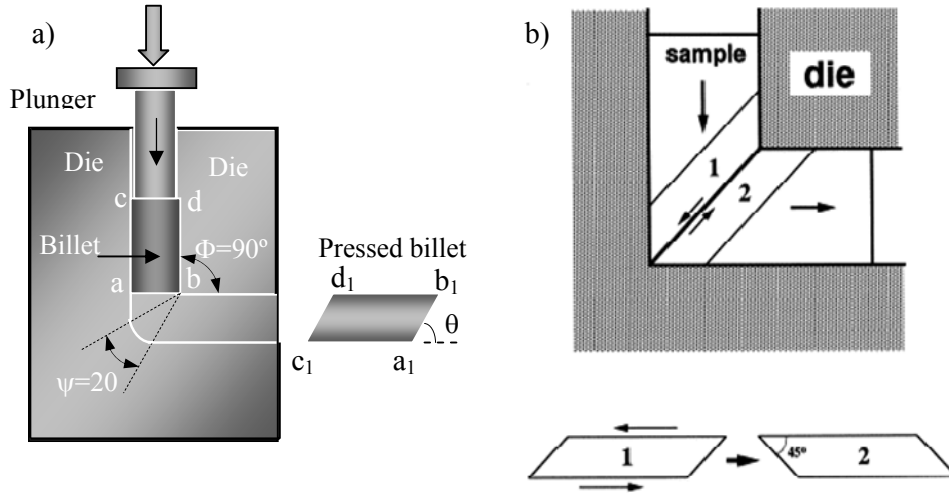 a)
Plunger
Die
Die
c
d
Billet
Φ=90º
a
b
ψ=20
Pressed billet
d1
b1
θ
c1
a1
b)
sample
die
1
2
1
45º
2